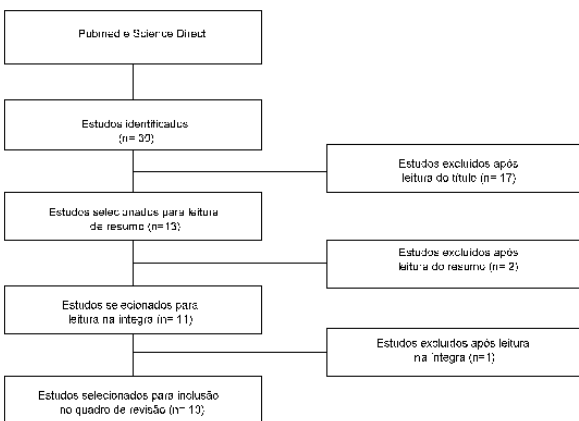 Pubmed e Science Direct
Estudos identificados
(n= 30)
Estudos excluídos após
leitura do título (n= 17)
Estudos selecionados para leitura
de resumo (n=13)
Estudos excluídos após
leitura do resumo (n= 2)
Estudos selecionados para
leitura na íntegra (n= 11)
Estudos excluídos após leitura
na íntegra (n=1)
Estudos selecionados para inclusão
no quadro de revisão (n= 10)